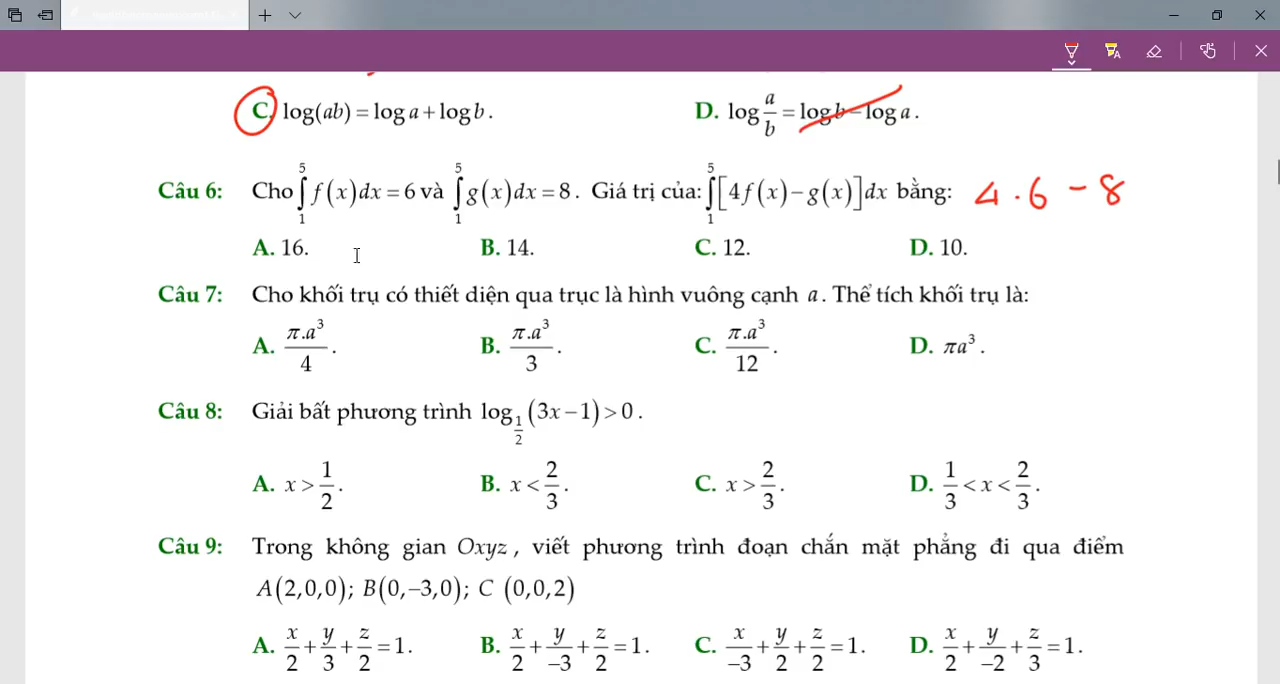 C. log(ab) = log a + log b. D. log a/b = log b − log a.
Câu 6: Cho ∫₁⁵ f(x)dx = 6 và ∫₁⁵ g(x)dx = 8. Giá trị của: ∫₁⁵ [4f(x) − g(x)]dx bằng: 4.6 − 8
A. 16. B. 14. C. 12. D. 10.
Câu 7: Cho khối trụ có thiết diện qua trục là hình vuông cạnh a. Thể tích khối trụ là:
A. π.a³/4. B. π.a³/3. C. π.a³/12. D. πa³.
Câu 8: Giải bất phương trình log_{1/2}(3x − 1) > 0.
A. x > 1/2. B. x < 2/3. C. x > 2/3. D. 1/3 < x < 2/3.
Câu 9: Trong không gian Oxyz, viết phương trình đoạn chắn mặt phẳng đi qua điểm
A(2,0,0); B(0,−3,0); C (0,0,2)
A. x/2 + y/3 + z/2 = 1. B. x/2 + y/−3 + z/2 = 1. C. x/−3 + y/2 + z/2 = 1. D. x/2 + y/−2 + z/3 = 1.